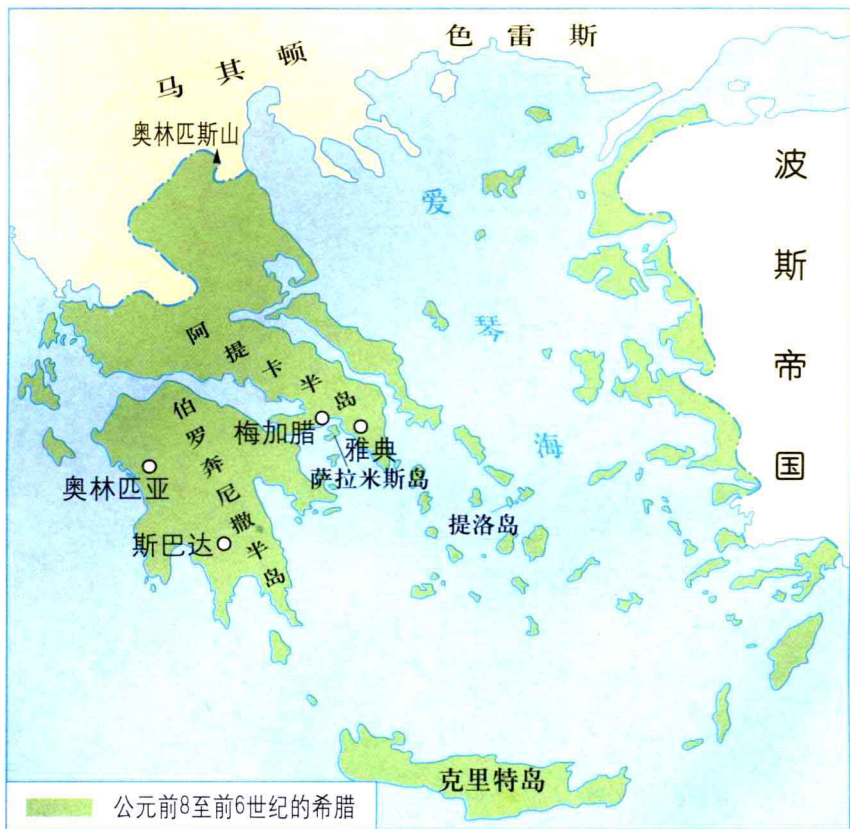 色雷斯
马其顿
奥林匹斯山
波斯帝国
爱琴海
阿提卡半岛
伯罗奔尼撒半岛
梅加腊
雅典
萨拉米斯岛
奥林匹亚
提洛岛
斯巴达
克里特岛
公元前8至前6世纪的希腊